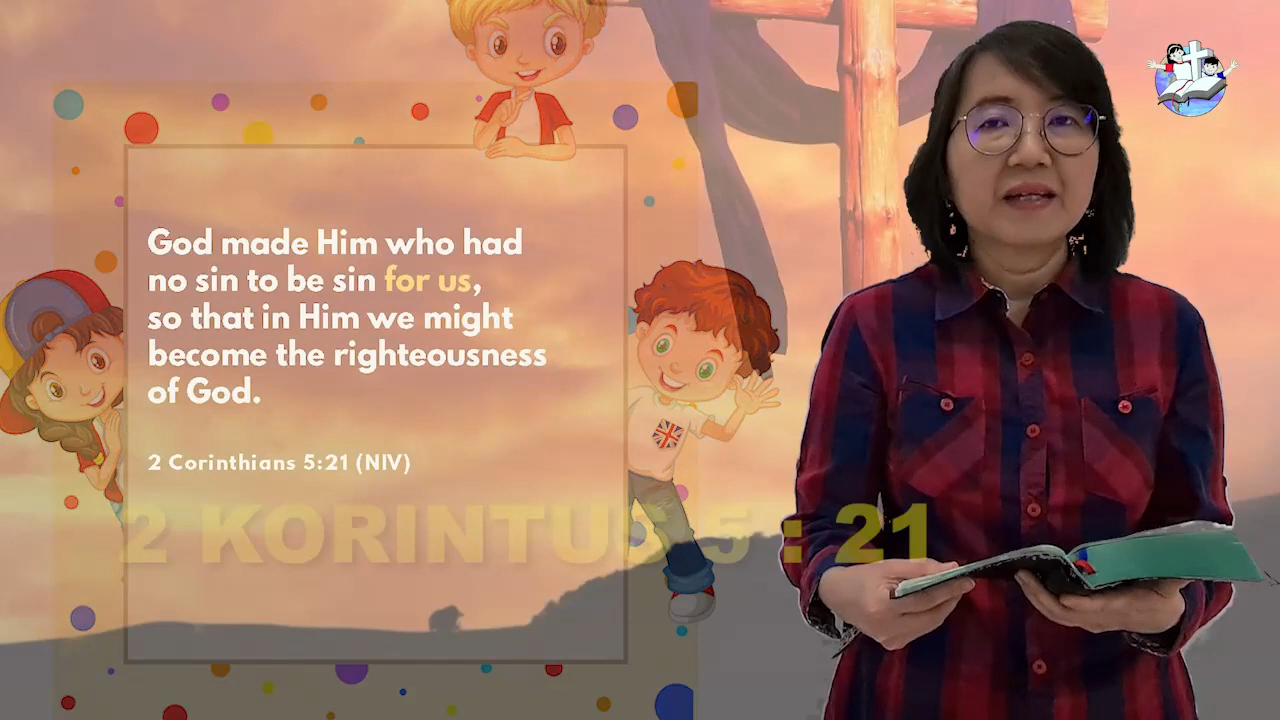 God made Him who had
no sin to be sin for us,
so that in Him we might
become the righteousness
of God.
2 Corinthians 5:21 (NIV)
2 KORINTUS 5 : 21